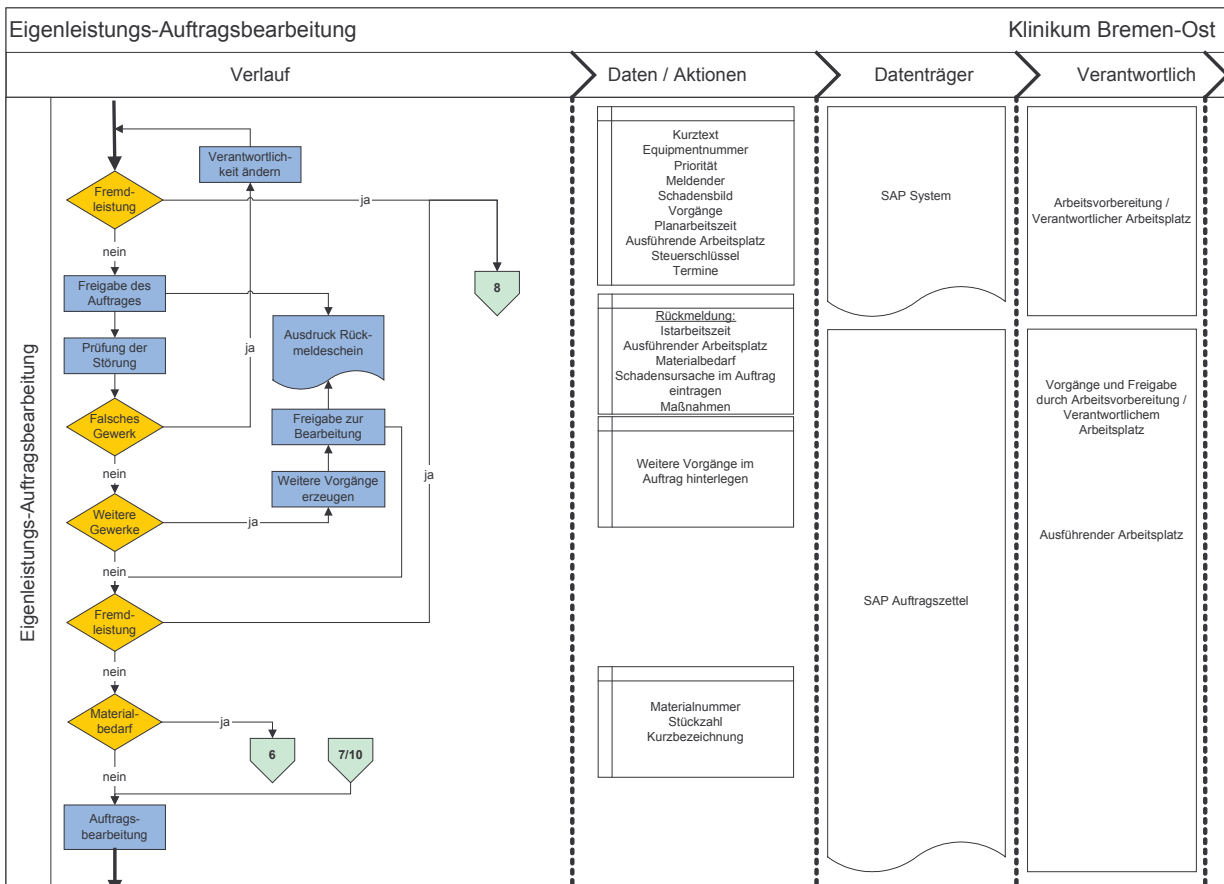 Eigenleistungs-Auftragsbearbeitung
Klinikum Bremen-Ost
Verlauf
Daten / Aktionen
Datenträger
Verantwortlich
Eigenleistungs-Auftragsbearbeitung
Verantwortlich-
keit ändern
Fremd-
leistung
ja
nein
8
Freigabe des
Auftrages
Ausdruck Rück-
meldeschein
Prüfung der
Störung
ja
Falsches
Gewerk
Freigabe zur
Bearbeitung
nein
ja
Weitere Vorgänge
erzeugen
Weitere
Gewerke
ja
nein
Fremd-
leistung
nein
Material-
bedarf
ja
6
7/10
nein
Auftrags-
bearbeitung
Kurztext
Equipmentnummer
Priorität
Meldender
Schadensbild
Vorgänge
Planarbeitszeit
Ausführende Arbeitsplatz
Steuerschlüssel
Termine
Rückmeldung:
Istarbeitszeit
Ausführender Arbeitsplatz
Materialbedarf
Schadensursache im Auftrag
eintragen
Maßnahmen
Weitere Vorgänge im
Auftrag hinterlegen
Materialnummer
Stückzahl
Kurzbezeichnung
SAP System
SAP Auftragszettel
Arbeitsvorbereitung /
Verantwortlicher Arbeitsplatz
Vorgänge und Freigabe
durch Arbeitsvorbereitung /
Verantwortlichem
Arbeitsplatz
Ausführender Arbeitsplatz